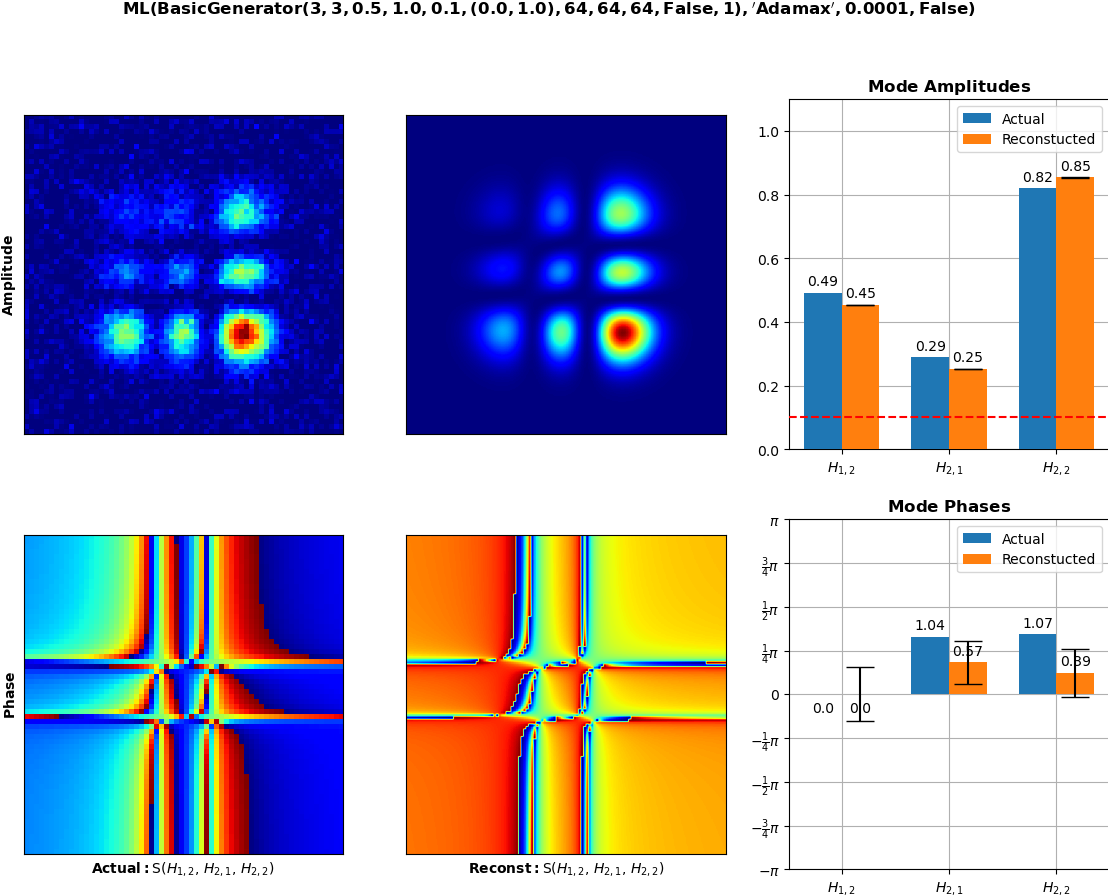 ML(BasicGenerator(3, 3, 0.5, 1.0, 0.1, (0.0, 1.0), 64, 64, 64, False, 1), 'Adamax', 0.0001, False)
Amplitude
Mode Amplitudes
Actual
Reconstucted
1.0
0.8
0.6
0.4
0.2
0.0
0.49
0.45
0.29
0.25
0.82
0.85
H1,2
H2,1
H2,2
Phase
Actual: S(H1,2, H2,1, H2,2)
Reconst: S(H1,2, H2,1, H2,2)
Mode Phases
Actual
Reconstucted
π
3/4π
1/2π
1/4π
0
−1/4π
−1/2π
−3/4π
−π
0.0
0.0
1.04
0.57
1.07
0.39
H1,2
H2,1
H2,2